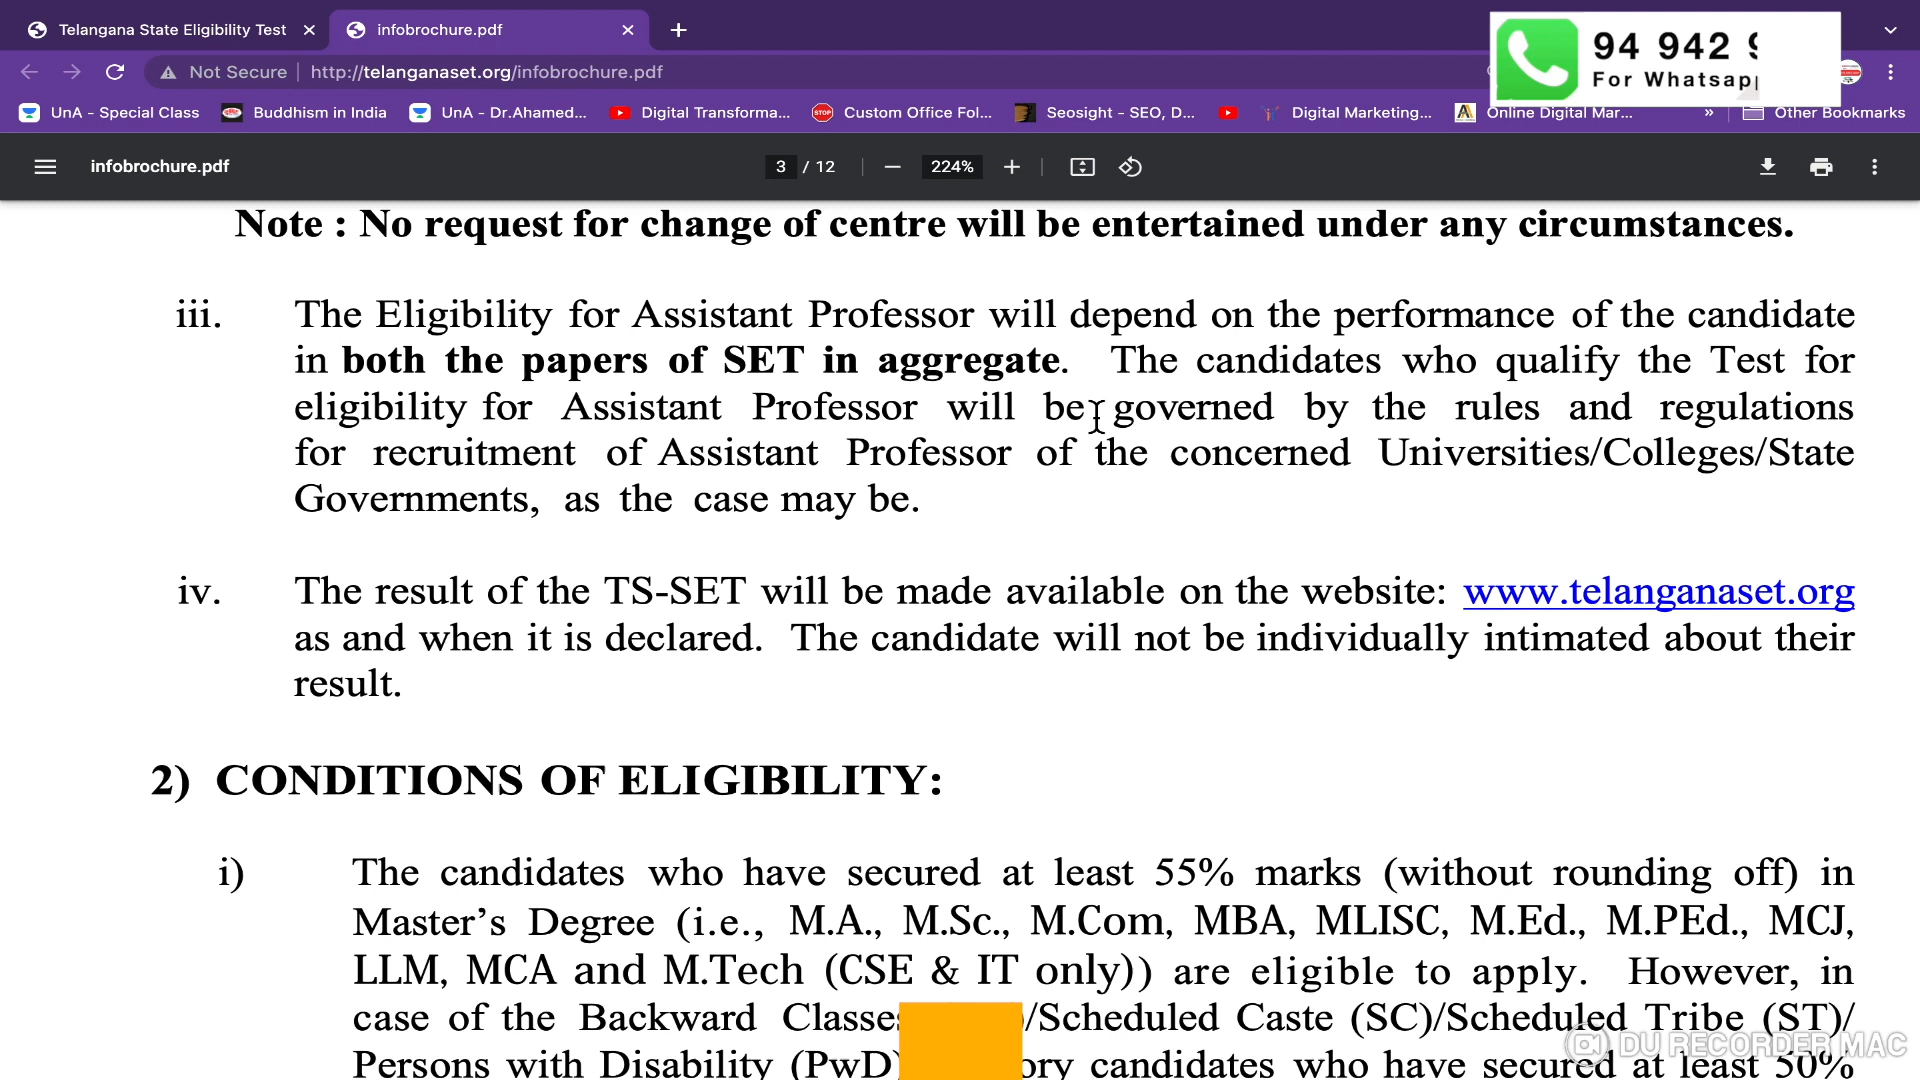 Telangana State Eligibility Test
infobrochure.pdf
94 942
For Whatsapp
Not Secure
http://telanganaset.org/infobrochure.pdf
UnA - Special Class
Buddhism in India
UnA - Dr.Ahamed...
Digital Transforma...
STOP
Custom Office Fol...
Seosight - SEO, D...
Digital Marketing...
Online Digital Mar...
»
Other Bookmarks
infobrochure.pdf
3 / 12
224%
Note : No request for change of centre will be entertained under any circumstances.
iii. The Eligibility for Assistant Professor will depend on the performance of the candidate
in both the papers of SET in aggregate. The candidates who qualify the Test for
eligibility for Assistant Professor will be governed by the rules and regulations
for recruitment of Assistant Professor of the concerned Universities/Colleges/State
Governments, as the case may be.
iv. The result of the TS-SET will be made available on the website: www.telanganaset.org
as and when it is declared. The candidate will not be individually intimated about their
result.
2) CONDITIONS OF ELIGIBILITY:
i) The candidates who have secured at least 55% marks (without rounding off) in
Master’s Degree (i.e., M.A., M.Sc., M.Com, MBA, MLISC, M.Ed., M.PEd., MCJ,
LLM, MCA and M.Tech (CSE & IT only)) are eligible to apply. However, in
case of the Backward Classes /Scheduled Caste (SC)/Scheduled Tribe (ST)/
Persons with Disability (PwD) candidates who have secured at least 50%
DU RECORDER MAC